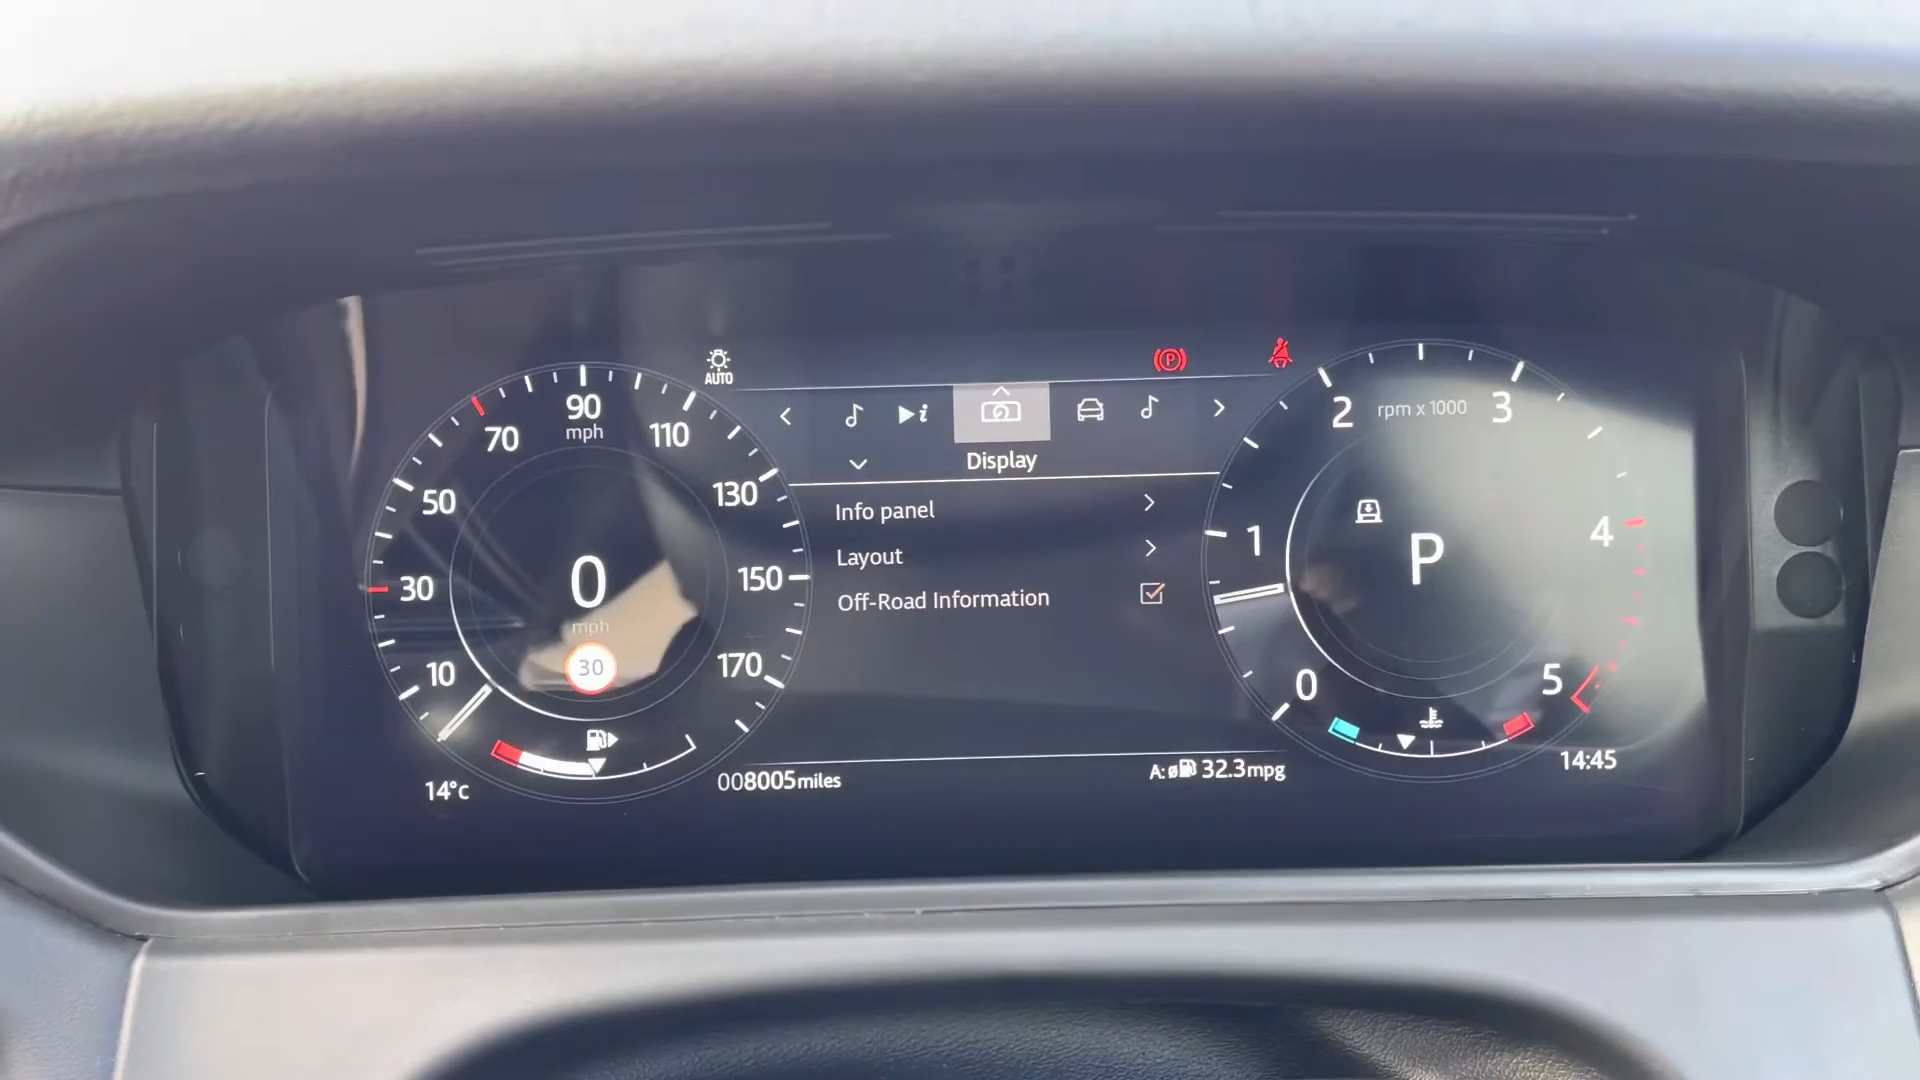 AUTO
P
90
mph
70
110
50
130
30
150
10
170
0
mph
30
Display
Info panel
Layout
Off-Road Information
2
rpm x 1000
3
1
4
P
0
5
14°c
008005miles
A:ø 32.3mpg
14:45